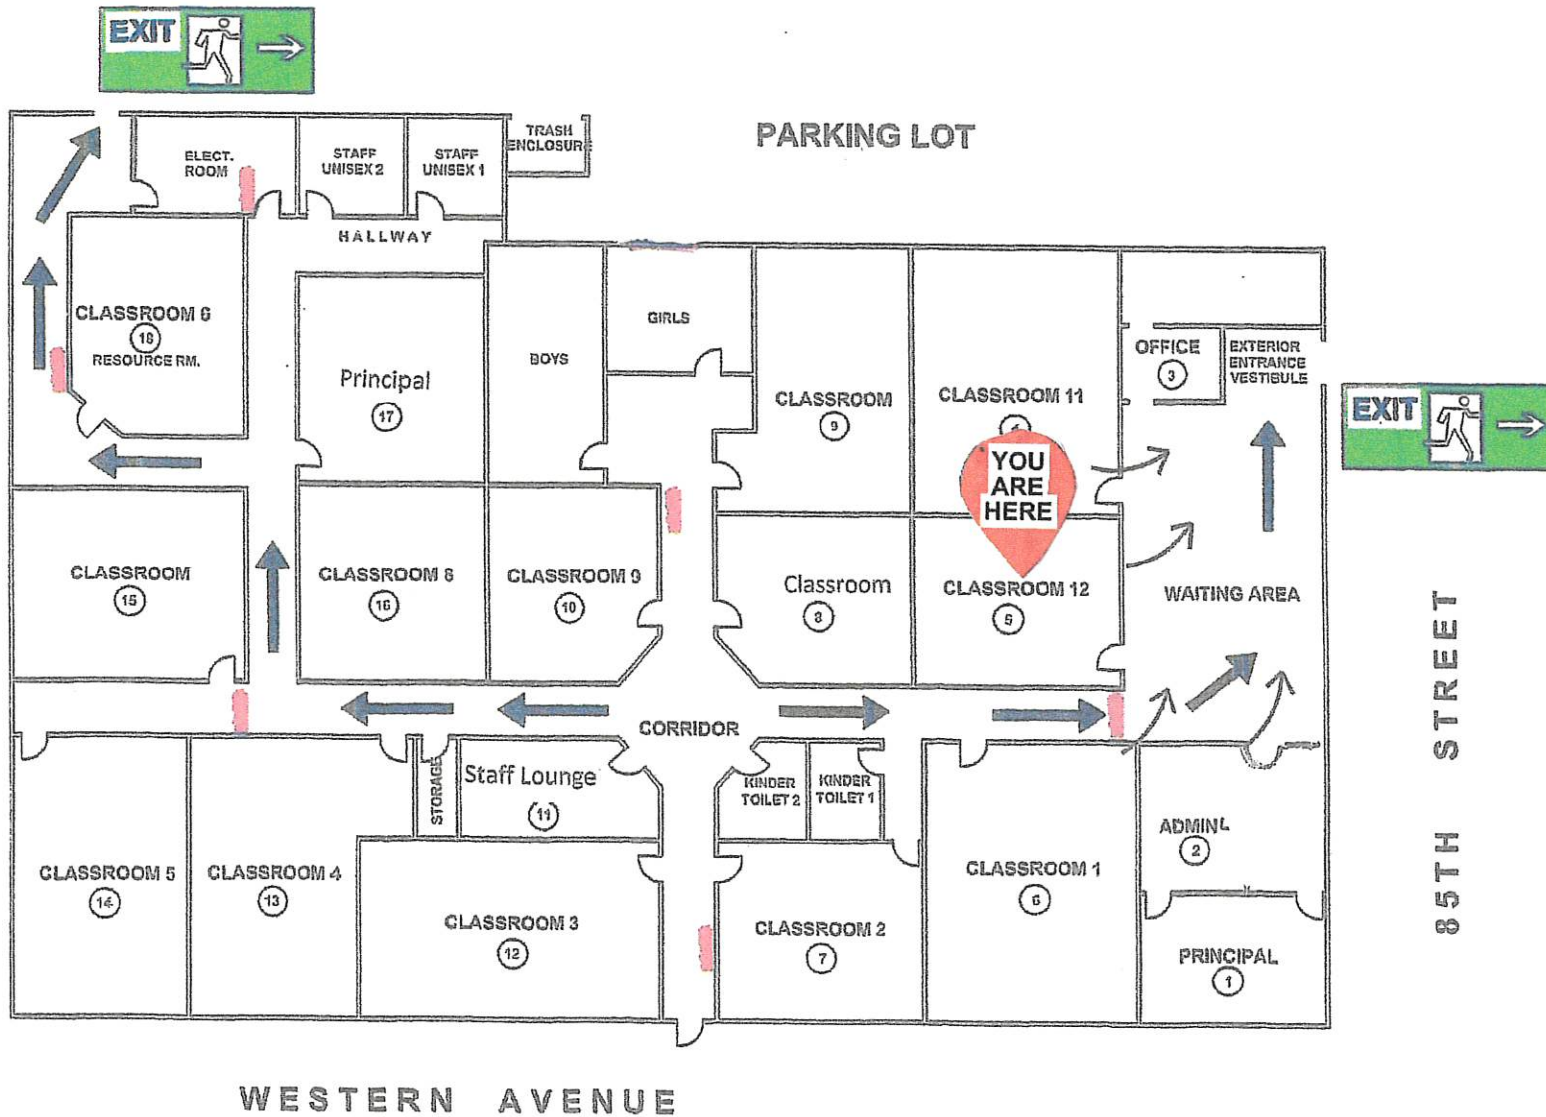 EXIT
PARKING LOT
TRASH
ENCLOSURE
ELECT.
ROOM
STAFF
UNISEX 2
STAFF
UNISEX 1
HALLWAY
CLASSROOM 6
18
RESOURCE RM.
Principal
17
BOYS
GIRLS
CLASSROOM
9
CLASSROOM 11
4
OFFICE
3
EXTERIOR
ENTRANCE
VESTIBULE
EXIT
YOU
ARE
HERE
CLASSROOM
15
CLASSROOM 8
16
CLASSROOM 9
10
Classroom
8
CLASSROOM 12
5
WAITING AREA
85TH STREET
CORRIDOR
STORAGE
Staff Lounge
11
KINDER
TOILET 2
KINDER
TOILET 1
ADMIN
2
CLASSROOM 5
14
CLASSROOM 4
13
CLASSROOM 3
12
CLASSROOM 2
7
CLASSROOM 1
6
PRINCIPAL
1
WESTERN AVENUE